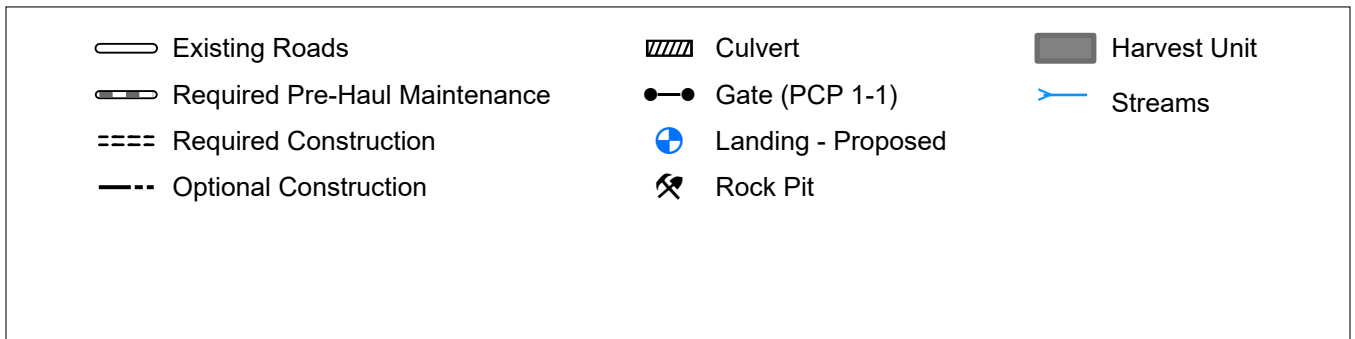 Existing Roads
Required Pre-Haul Maintenance
Required Construction
Optional Construction
Culvert
Gate (PCP 1-1)
Landing - Proposed
Rock Pit
Harvest Unit
Streams